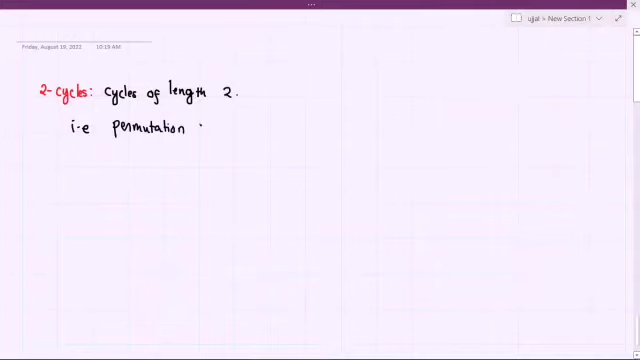 ...
ujjal > New Section 1
Friday, August 19, 2022 10:19 AM
2-cycles: cycles of length 2.
i-e permutation